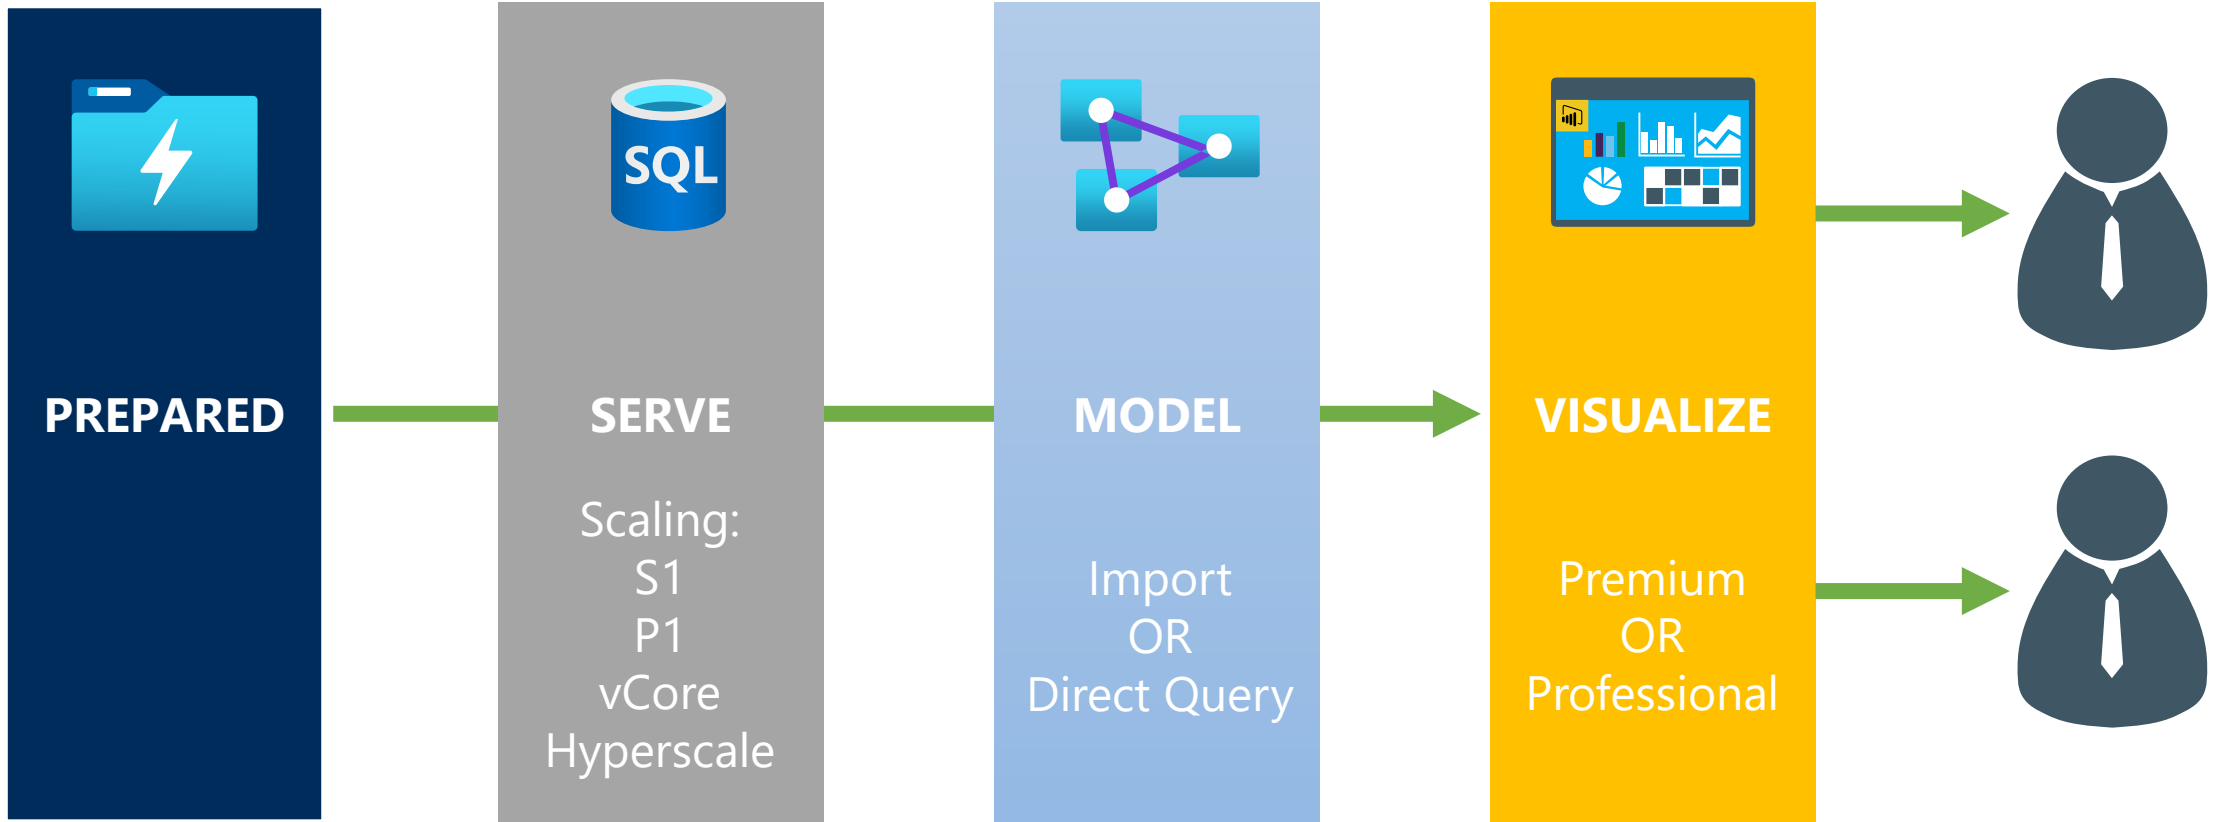 PREPARED
SQL
SERVE
Scaling:
S1
P1
vCore
Hyperscale
MODEL
Import
OR
Direct Query
VISUALIZE
Premium
OR
Professional